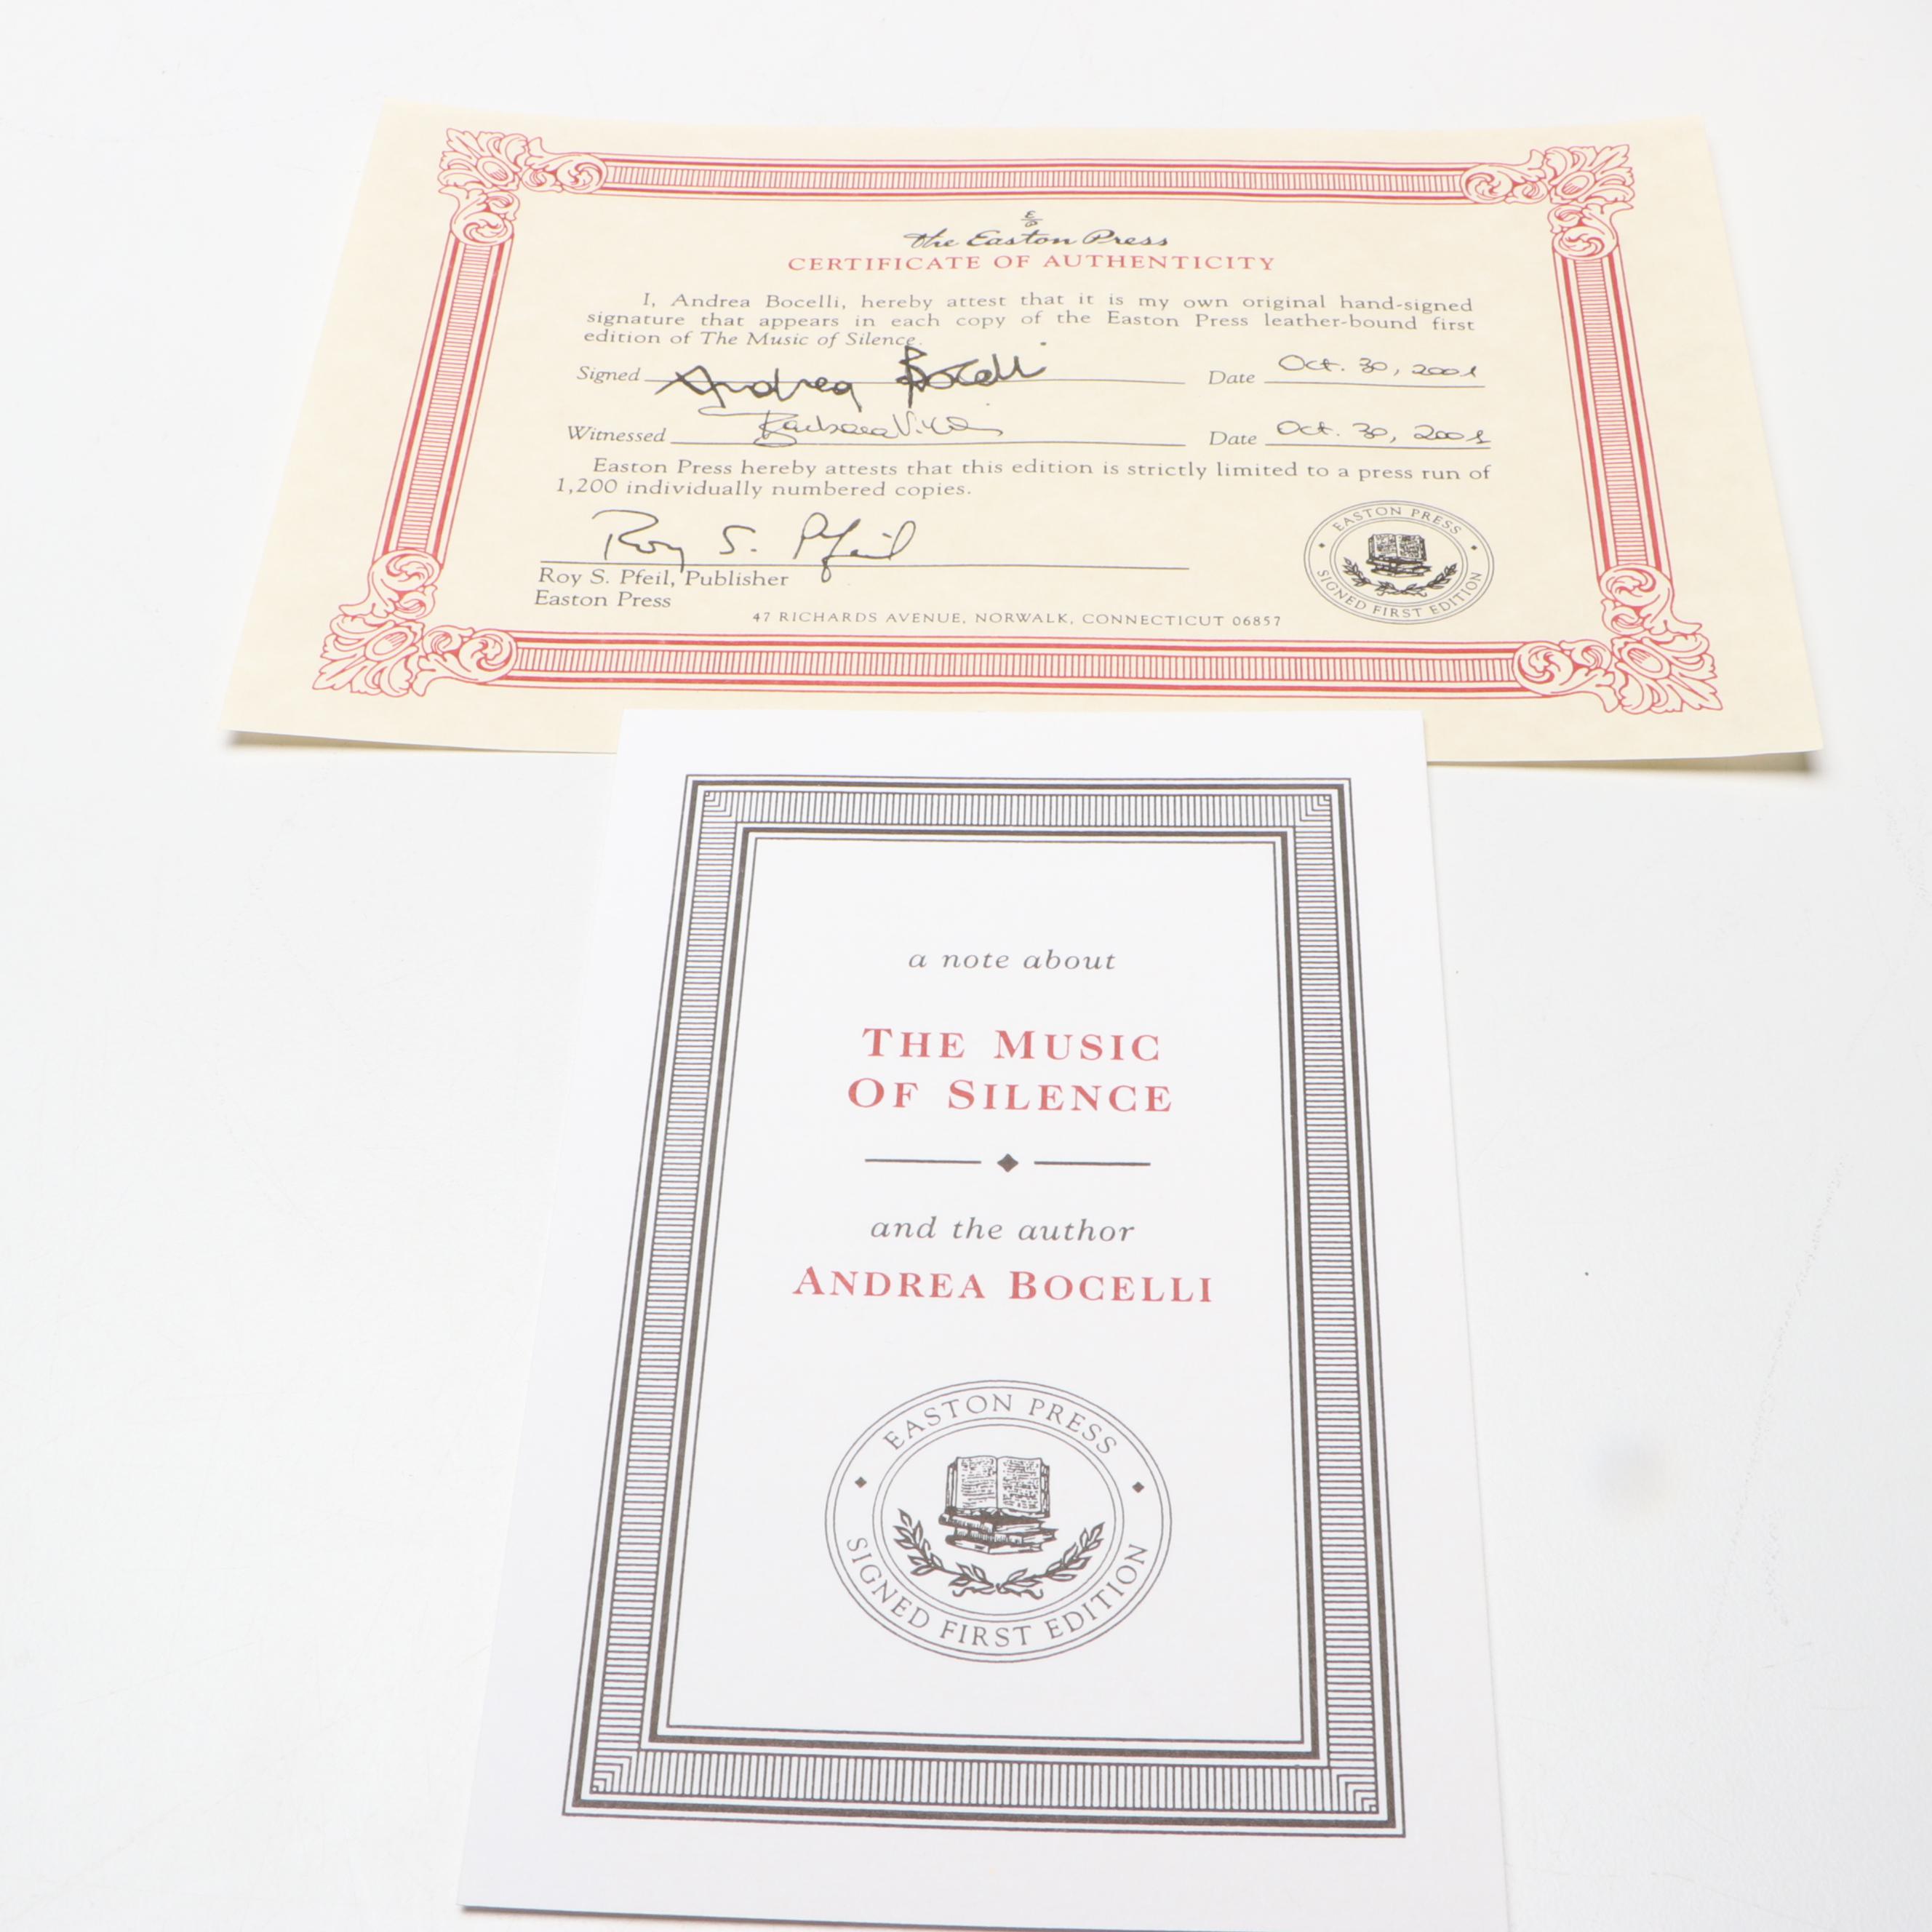 The Easton Press
CERTIFICATE OF AUTHENTICITY
I, Andrea Bocelli, hereby attest that it is my own original hand-signed
signature that appears in each copy of the Easton Press leather-bound first
edition of The Music of Silence.
Signed Andrea Bocelli Date Oct. 30, 2001
Witnessed Barbara Date Oct. 30, 2001
Easton Press hereby attests that this edition is strictly limited to a press run of
1,200 individually numbered copies.
Roy S. Pfeil
Roy S. Pfeil, Publisher
Easton Press
47 RICHARDS AVENUE, NORWALK, CONNECTICUT 06857
EASTON PRESS
SIGNED FIRST EDITION
a note about
THE MUSIC
OF SILENCE
and the author
ANDREA BOCELLI
EASTON PRESS
SIGNED FIRST EDITION